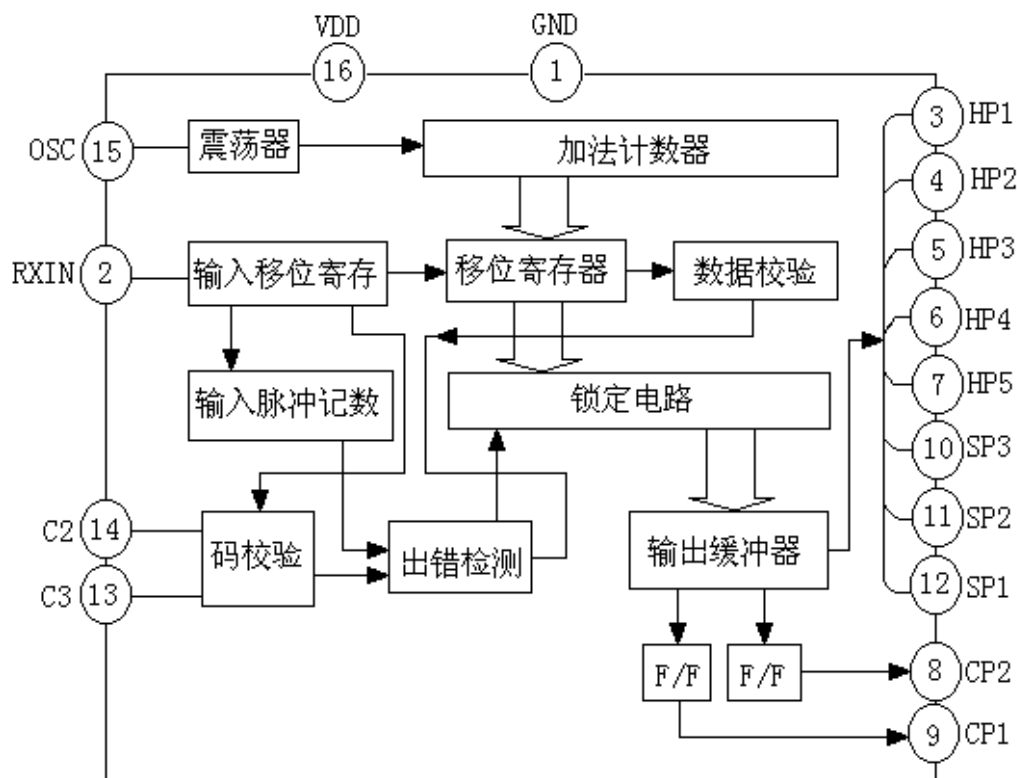 VDD
GND
16
1
OSC
15
震荡器
加法计数器
3
HP1
4
HP2
RXIN
2
输入移位寄存
移位寄存器
数据校验
5
HP3
6
HP4
输入脉冲记数
锁定电路
7
HP5
10
SP3
C2
14
码校验
出错检测
输出缓冲器
11
SP2
C3
13
12
SP1
F/F
F/F
8
CP2
9
CP1